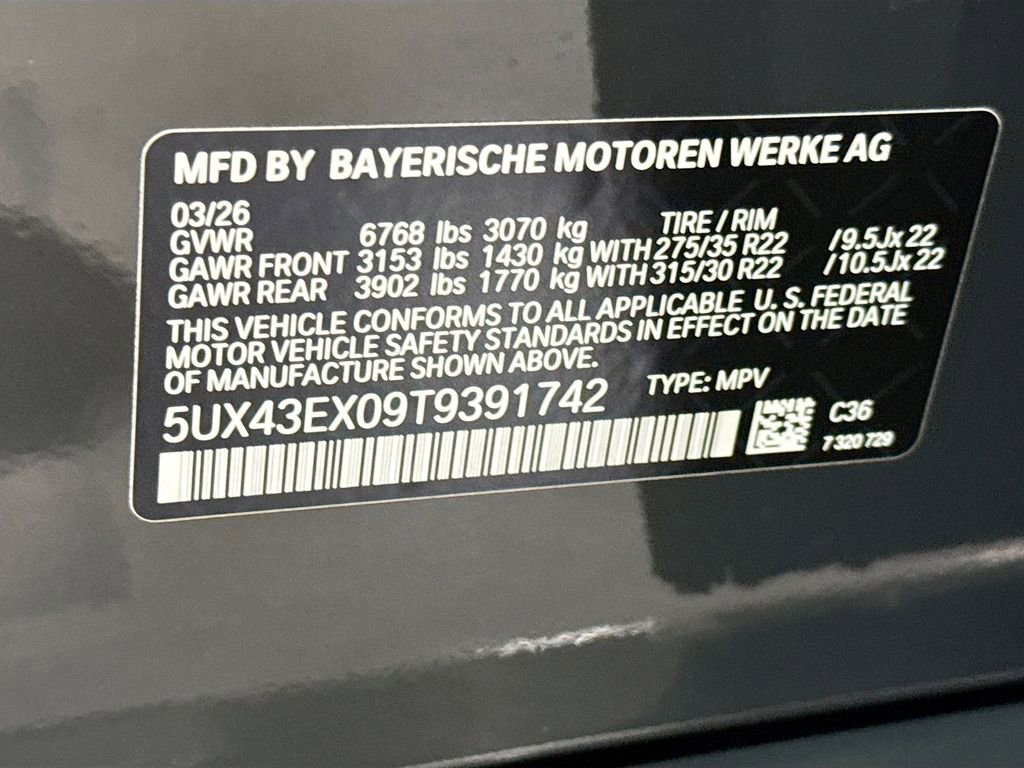 MFD BY BAYERISCHE MOTOREN WERKE AG
03/26
GVWR 6768 lbs 3070 kg TIRE / RIM
GAWR FRONT 3153 lbs 1430 kg WITH 275/35 R22 /9.5Jx 22
GAWR REAR 3902 lbs 1770 kg WITH 315/30 R22 /10.5Jx 22
THIS VEHICLE CONFORMS TO ALL APPLICABLE U. S. FEDERAL
MOTOR VEHICLE SAFETY STANDARDS IN EFFECT ON THE DATE
OF MANUFACTURE SHOWN ABOVE.
5UX43EX09T9391742 TYPE: MPV
C36
7 320 729